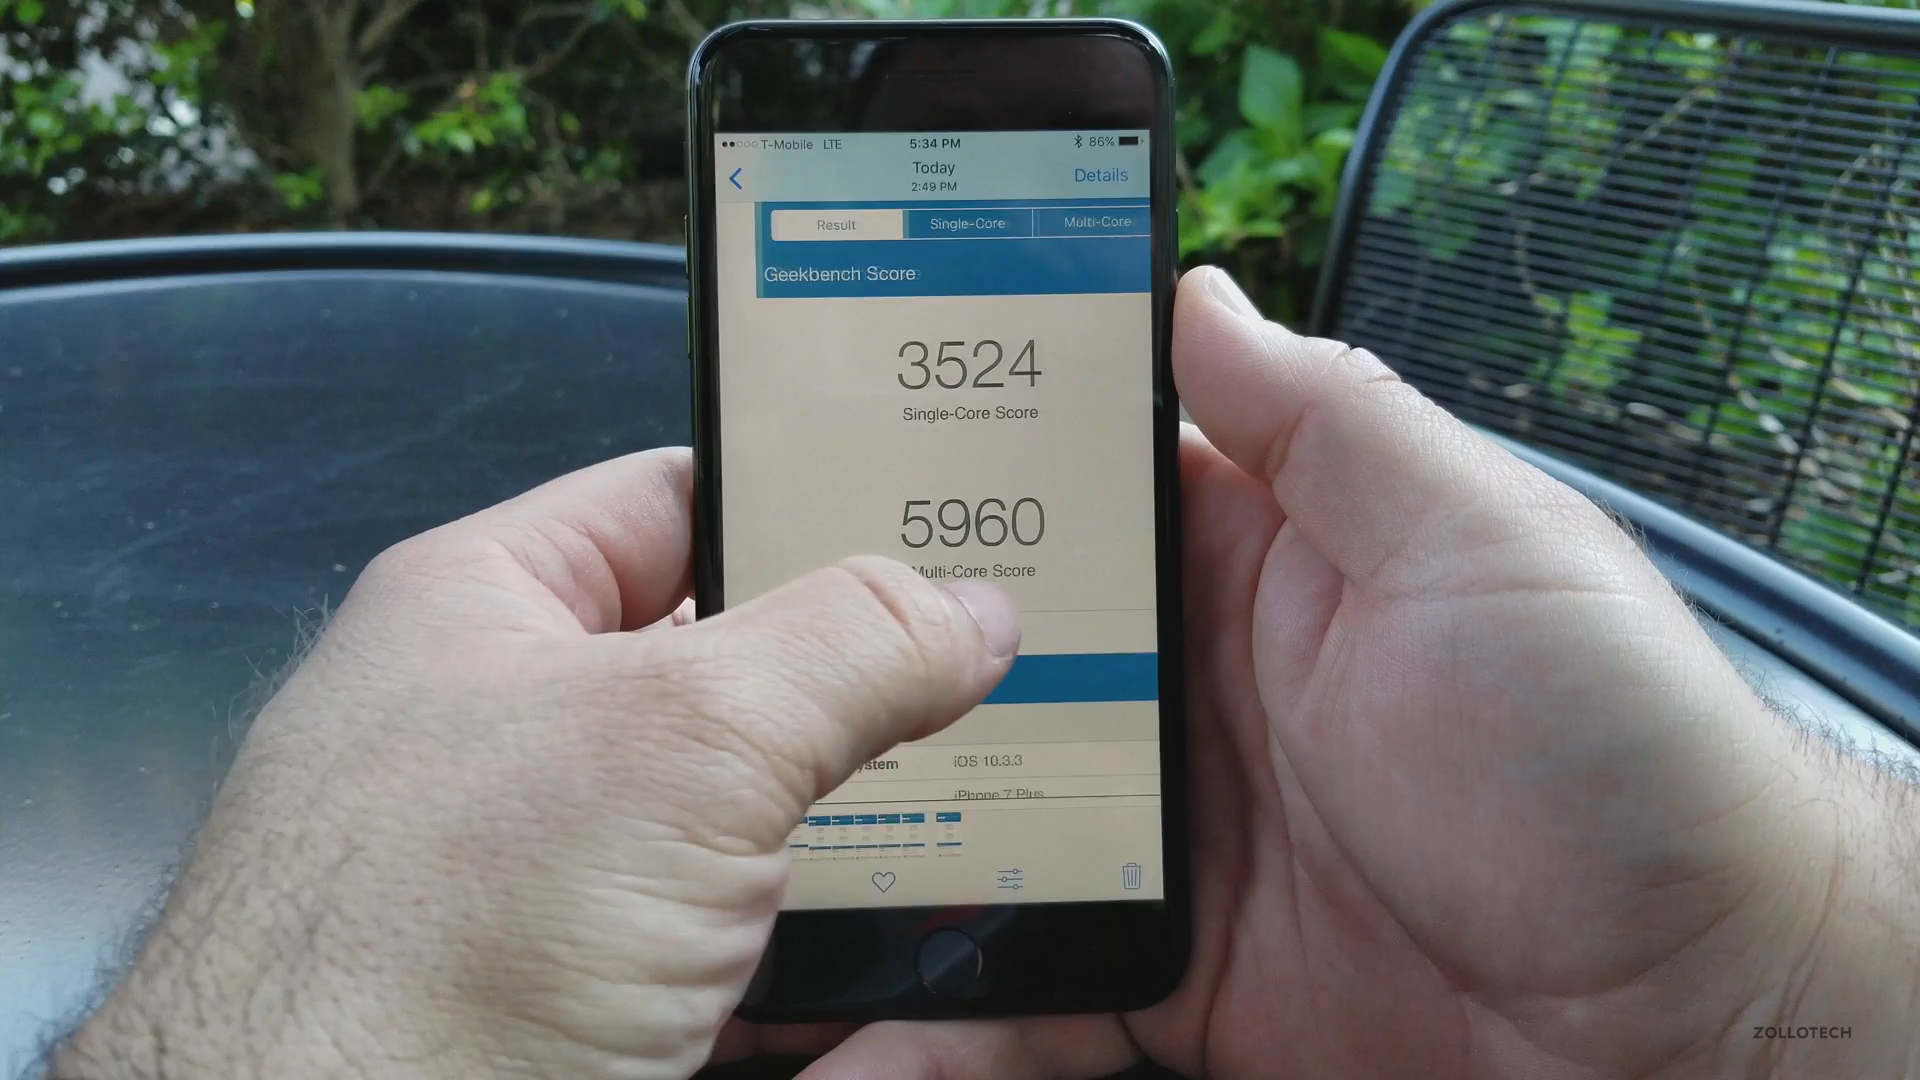 T-Mobile LTE 5:34 PM 86%
Today
2:49 PM
Details
Result Single-Core Multi-Core
Geekbench Score
3524
Single-Core Score
5960
Multi-Core Score
ystem iOS 10.3.3
iPhone 7 Plus
ZOLLOTECH